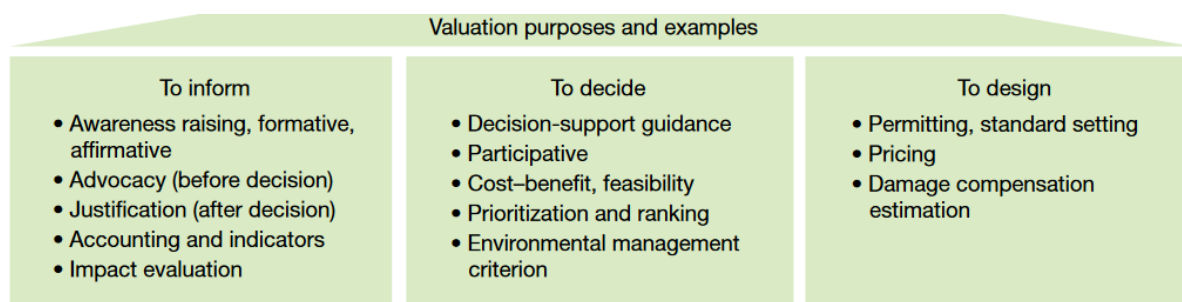 Valuation purposes and examples
To inform
• Awareness raising, formative,
affirmative
• Advocacy (before decision)
• Justification (after decision)
• Accounting and indicators
• Impact evaluation
To decide
• Decision-support guidance
• Participative
• Cost–benefit, feasibility
• Prioritization and ranking
• Environmental management
criterion
To design
• Permitting, standard setting
• Pricing
• Damage compensation
estimation